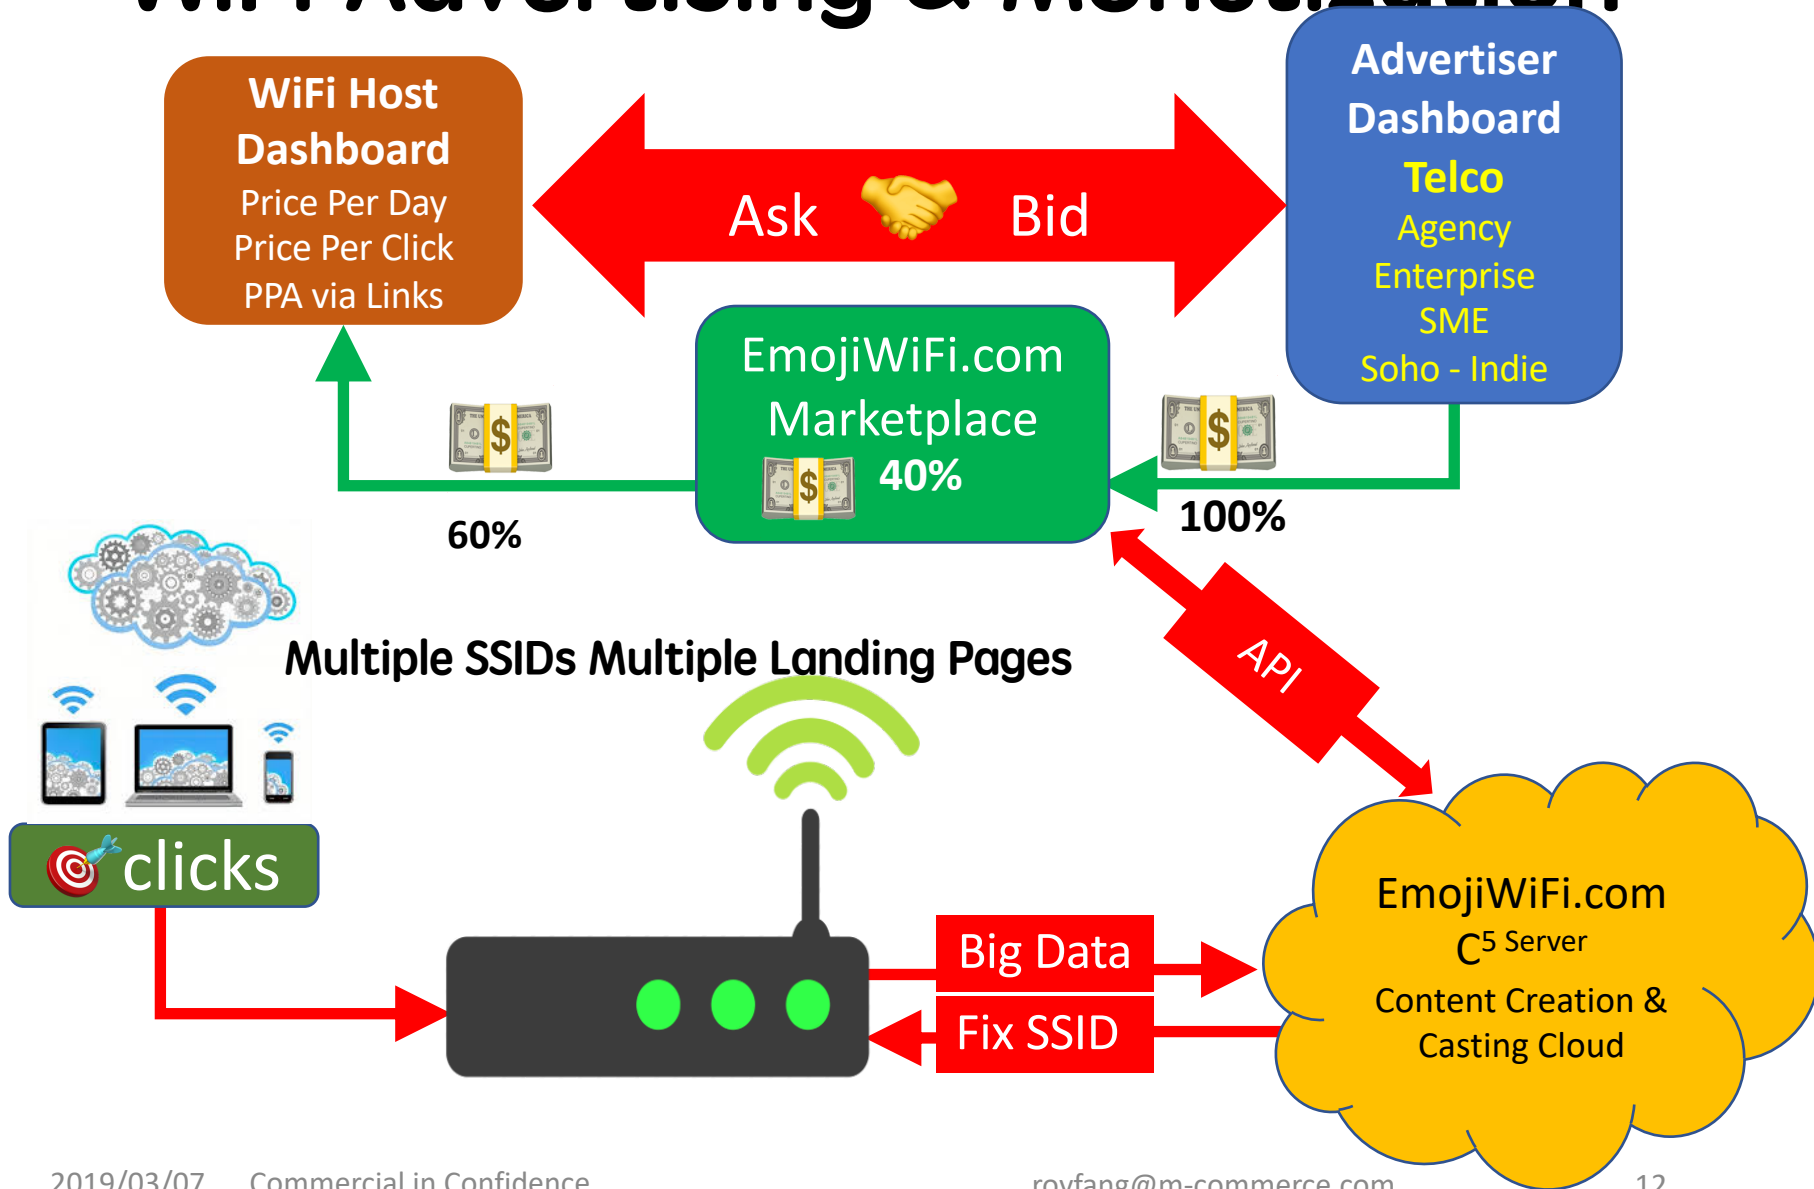 WiFi Advertising & Monetization
WiFi Host
Dashboard
Price Per Day
Price Per Click
PPA via Links
Ask
Bid
Advertiser
Dashboard
Telco
Agency
Enterprise
SME
Soho - Indie
EmojiWiFi.com
Marketplace
40%
60%
100%
Multiple SSIDs Multiple Landing Pages
API
clicks
Big Data
Fix SSID
EmojiWiFi.com
C5 Server
Content Creation &
Casting Cloud
2019/03/07
Commercial in Confidence
royfang@m-commerce.com
12